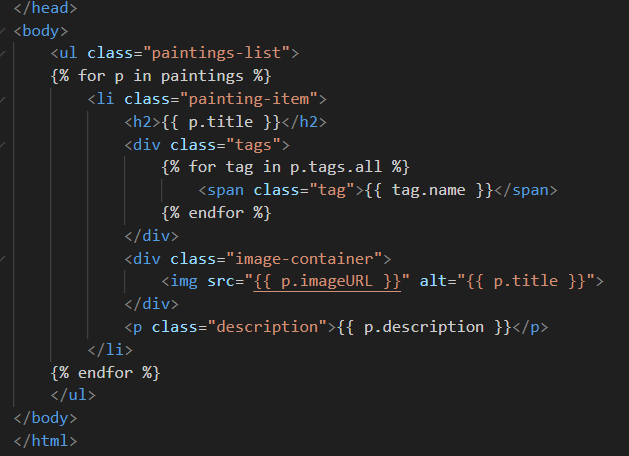 </head>
<body>
<ul class="paintings-list">
{% for p in paintings %}
<li class="painting-item">
<h2>{{ p.title }}</h2>
<div class="tags">
{% for tag in p.tags.all %}
<span class="tag">{{ tag.name }}</span>
{% endfor %}
</div>
<div class="image-container">
<img src="{{ p.imageURL }}" alt="{{ p.title }}">
</div>
<p class="description">{{ p.description }}</p>
</li>
{% endfor %}
</ul>
</body>
</html>